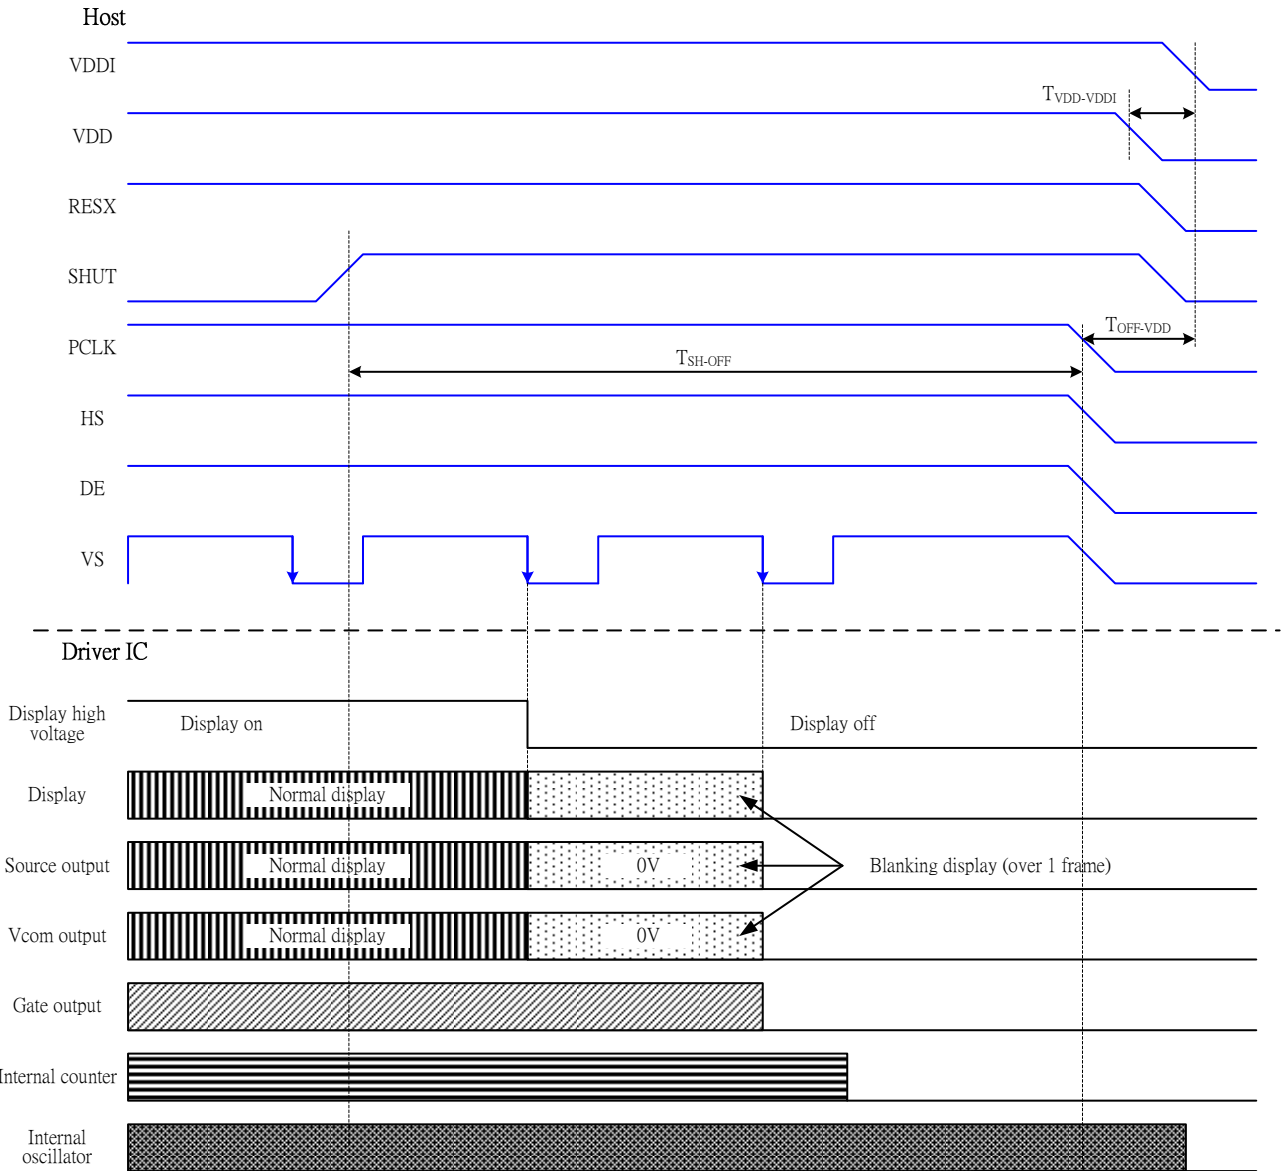 Host
VDDI
TVDD-VDDI
VDD
RESX
SHUT
TOFF-VDD
PCLK
TSH-OFF
HS
DE
VS
Driver IC
Display high
voltage
Display on
Display off
Display
Normal display
Source output
Normal display
0V
Blanking display (over 1 frame)
Vcom output
Normal display
0V
Gate output
Internal counter
Internal
oscillator